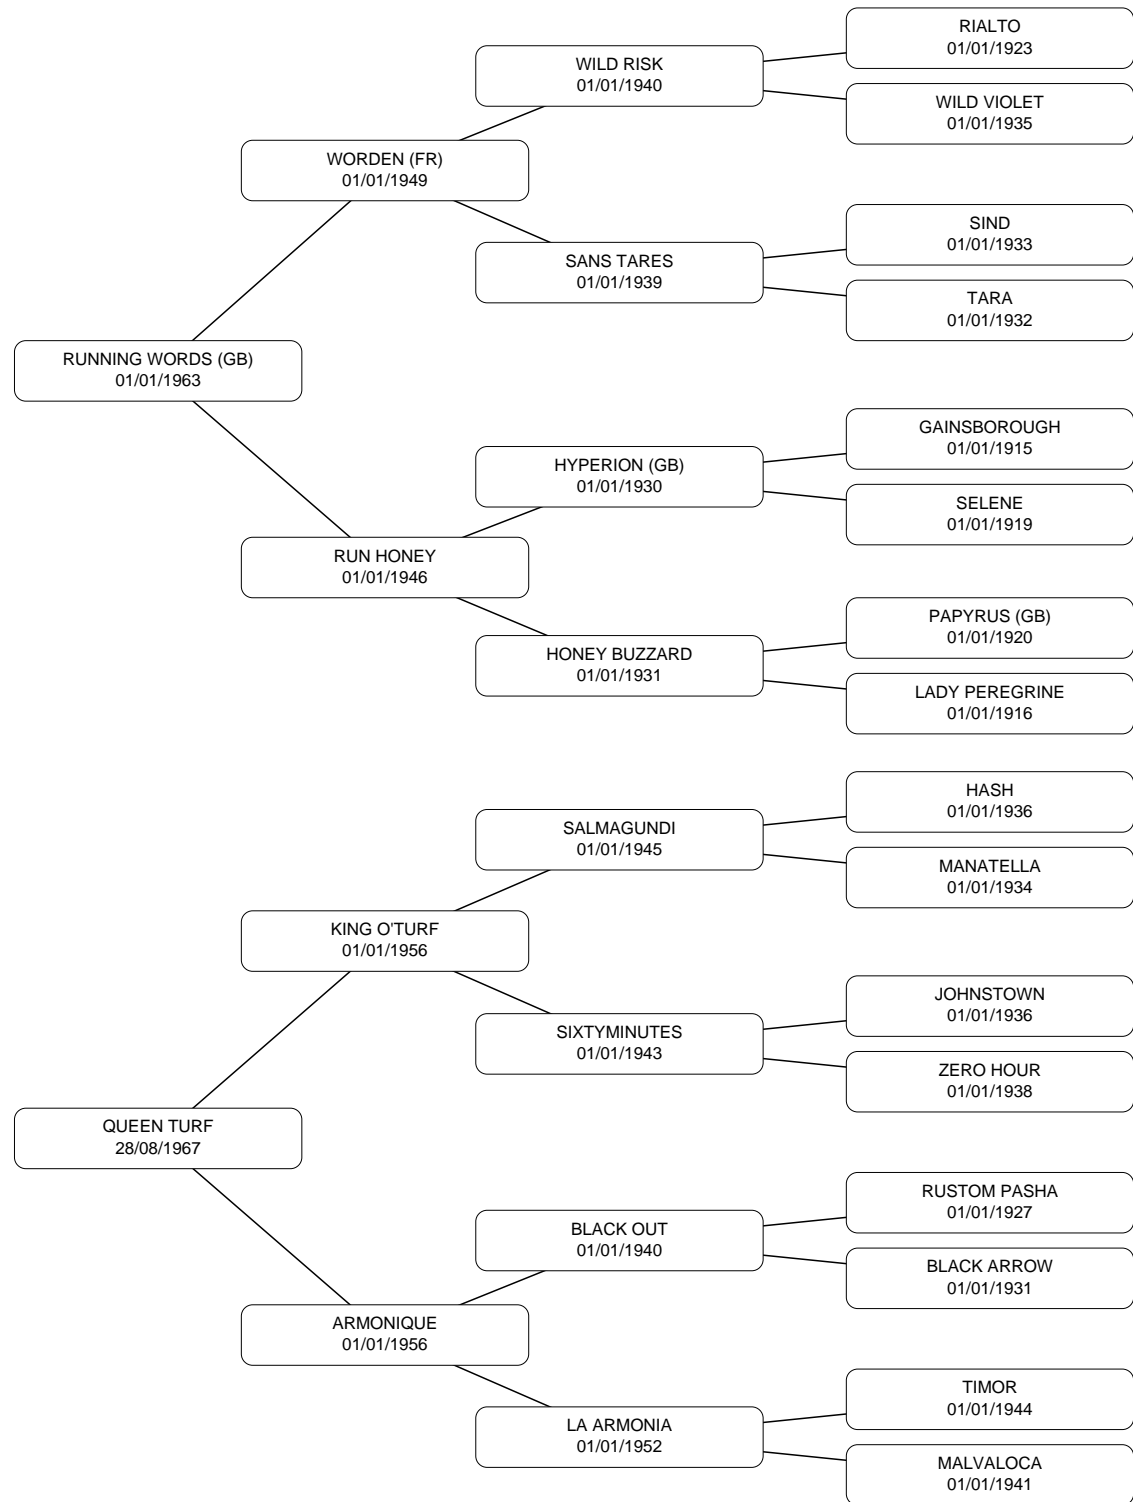 RIALTO
01/01/1923
WILD RISK
01/01/1940
WILD VIOLET
01/01/1935
WORDEN (FR)
01/01/1949
SIND
01/01/1933
SANS TARES
01/01/1939
TARA
01/01/1932
RUNNING WORDS (GB)
01/01/1963
GAINSBOROUGH
01/01/1915
HYPERION (GB)
01/01/1930
SELENE
01/01/1919
RUN HONEY
01/01/1946
PAPYRUS (GB)
01/01/1920
HONEY BUZZARD
01/01/1931
LADY PEREGRINE
01/01/1916
HASH
01/01/1936
SALMAGUNDI
01/01/1945
MANATELLA
01/01/1934
KING O'TURF
01/01/1956
JOHNSTOWN
01/01/1936
SIXTYMINUTES
01/01/1943
ZERO HOUR
01/01/1938
QUEEN TURF
28/08/1967
RUSTOM PASHA
01/01/1927
BLACK OUT
01/01/1940
BLACK ARROW
01/01/1931
ARMONIQUE
01/01/1956
TIMOR
01/01/1944
LA ARMONIA
01/01/1952
MALVALOCA
01/01/1941